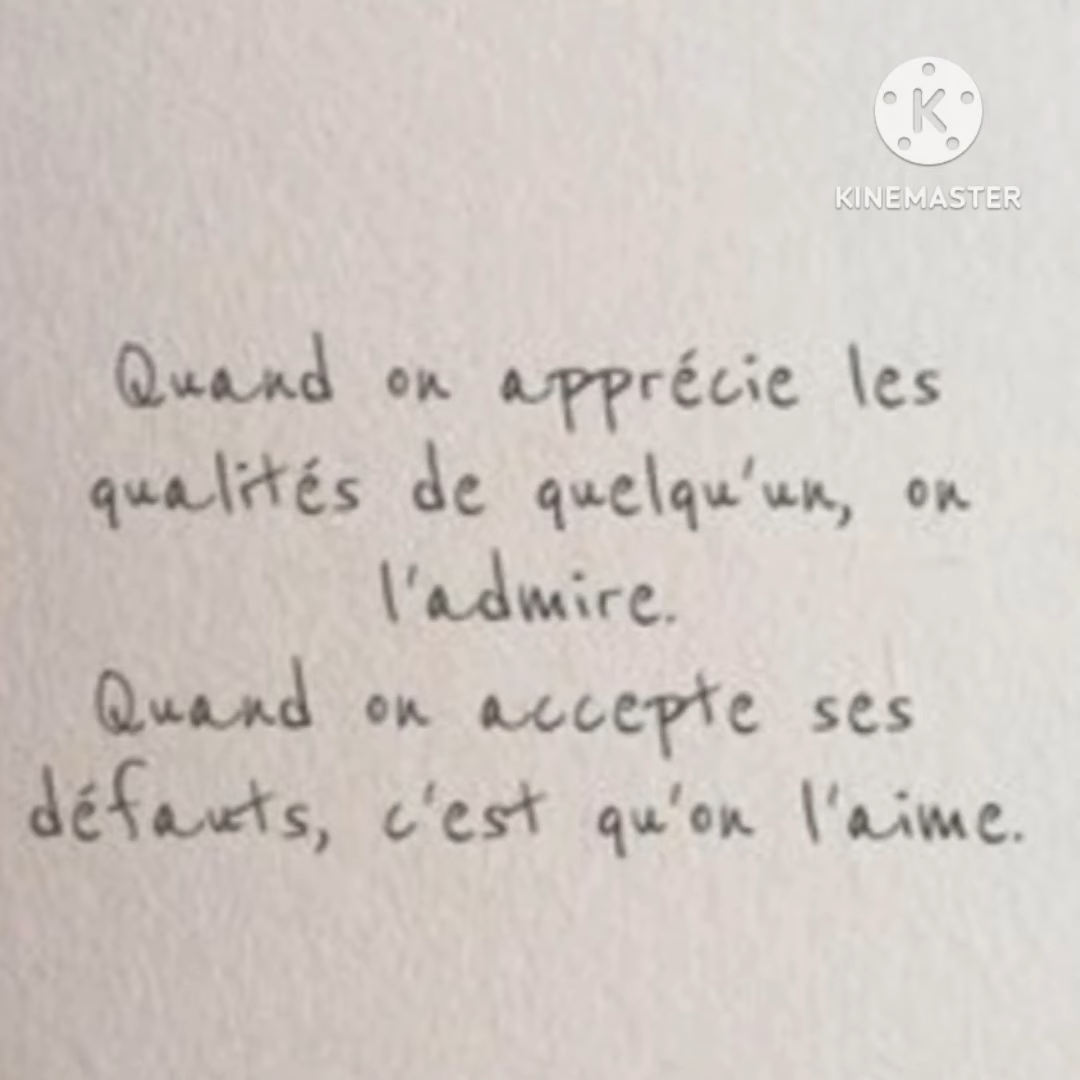 K
KINEMASTER
Quand on apprécie les
qualités de quelqu'un, on
l'admire.
Quand on accepte ses
défauts, c'est qu'on l'aime.